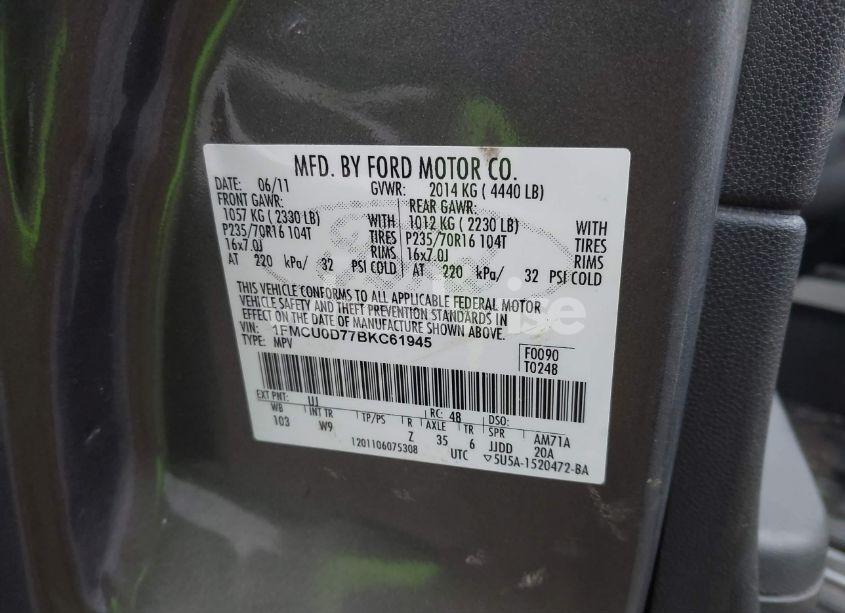 MFD. BY FORD MOTOR CO.
DATE: 06/11 GVWR: 2014 KG ( 4440 LB)
FRONT GAWR: REAR GAWR:
1057 KG ( 2330 LB) WITH 1012 KG ( 2230 LB) WITH
P235/70R16 104T TIRES P235/70R16 104T TIRES
16x7.0J RIMS 16x7.0J RIMS
AT 220 kPa/ 32 PSI COLD AT 220 kPa/ 32 PSI COLD
THIS VEHICLE CONFORMS TO ALL APPLICABLE FEDERAL MOTOR
VEHICLE SAFETY AND THEFT PREVENTION STANDARDS IN
EFFECT ON THE DATE OF MANUFACTURE SHOWN ABOVE.
VIN: 1FMCU0D77BKC61945
TYPE: MPV
F0090
T0248
EXT PNT: UJ RC: 48 DSO:
WB INT TR TP/PS R AXLE TR SPR AM71A
103 W9 Z 35 6 JJDD 20A
1201106075308 UTC ▽5U5A-1520472-BA